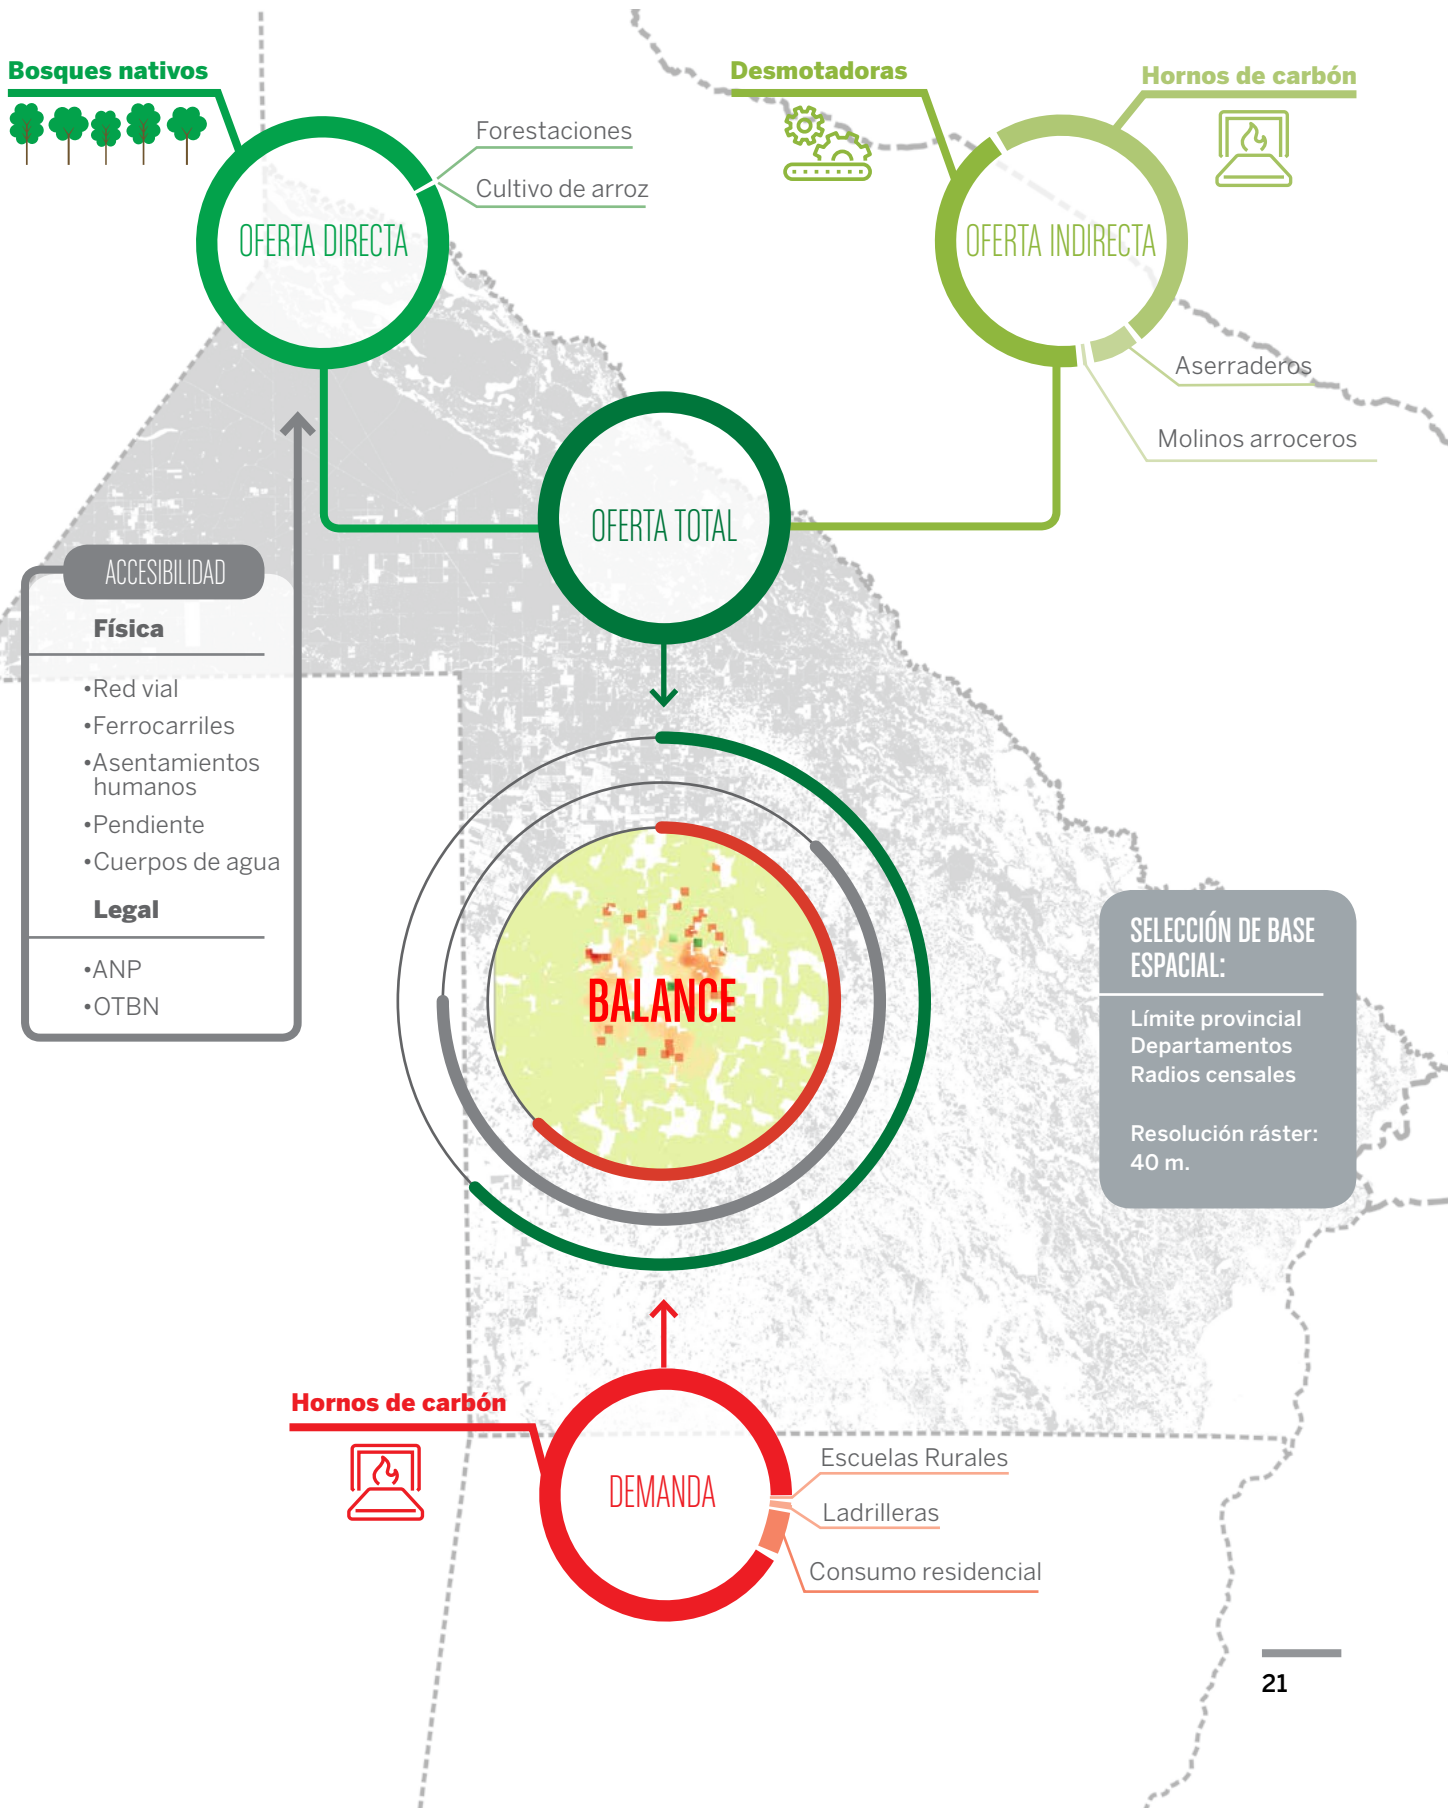 Bosques nativos
Forestaciones
Cultivo de arroz
OFERTA DIRECTA
Desmotadoras
Hornos de carbón
OFERTA INDIRECTA
Aserraderos
Molinos arroceros
OFERTA TOTAL
ACCESIBILIDAD
Física
•Red vial
•Ferrocarriles
•Asentamientos
humanos
•Pendiente
•Cuerpos de agua
Legal
•ANP
•OTBN
BALANCE
SELECCIÓN DE BASE
ESPACIAL:
Límite provincial
Departamentos
Radios censales
Resolución ráster:
40 m.
Hornos de carbón
DEMANDA
Escuelas Rurales
Ladrilleras
Consumo residencial
21